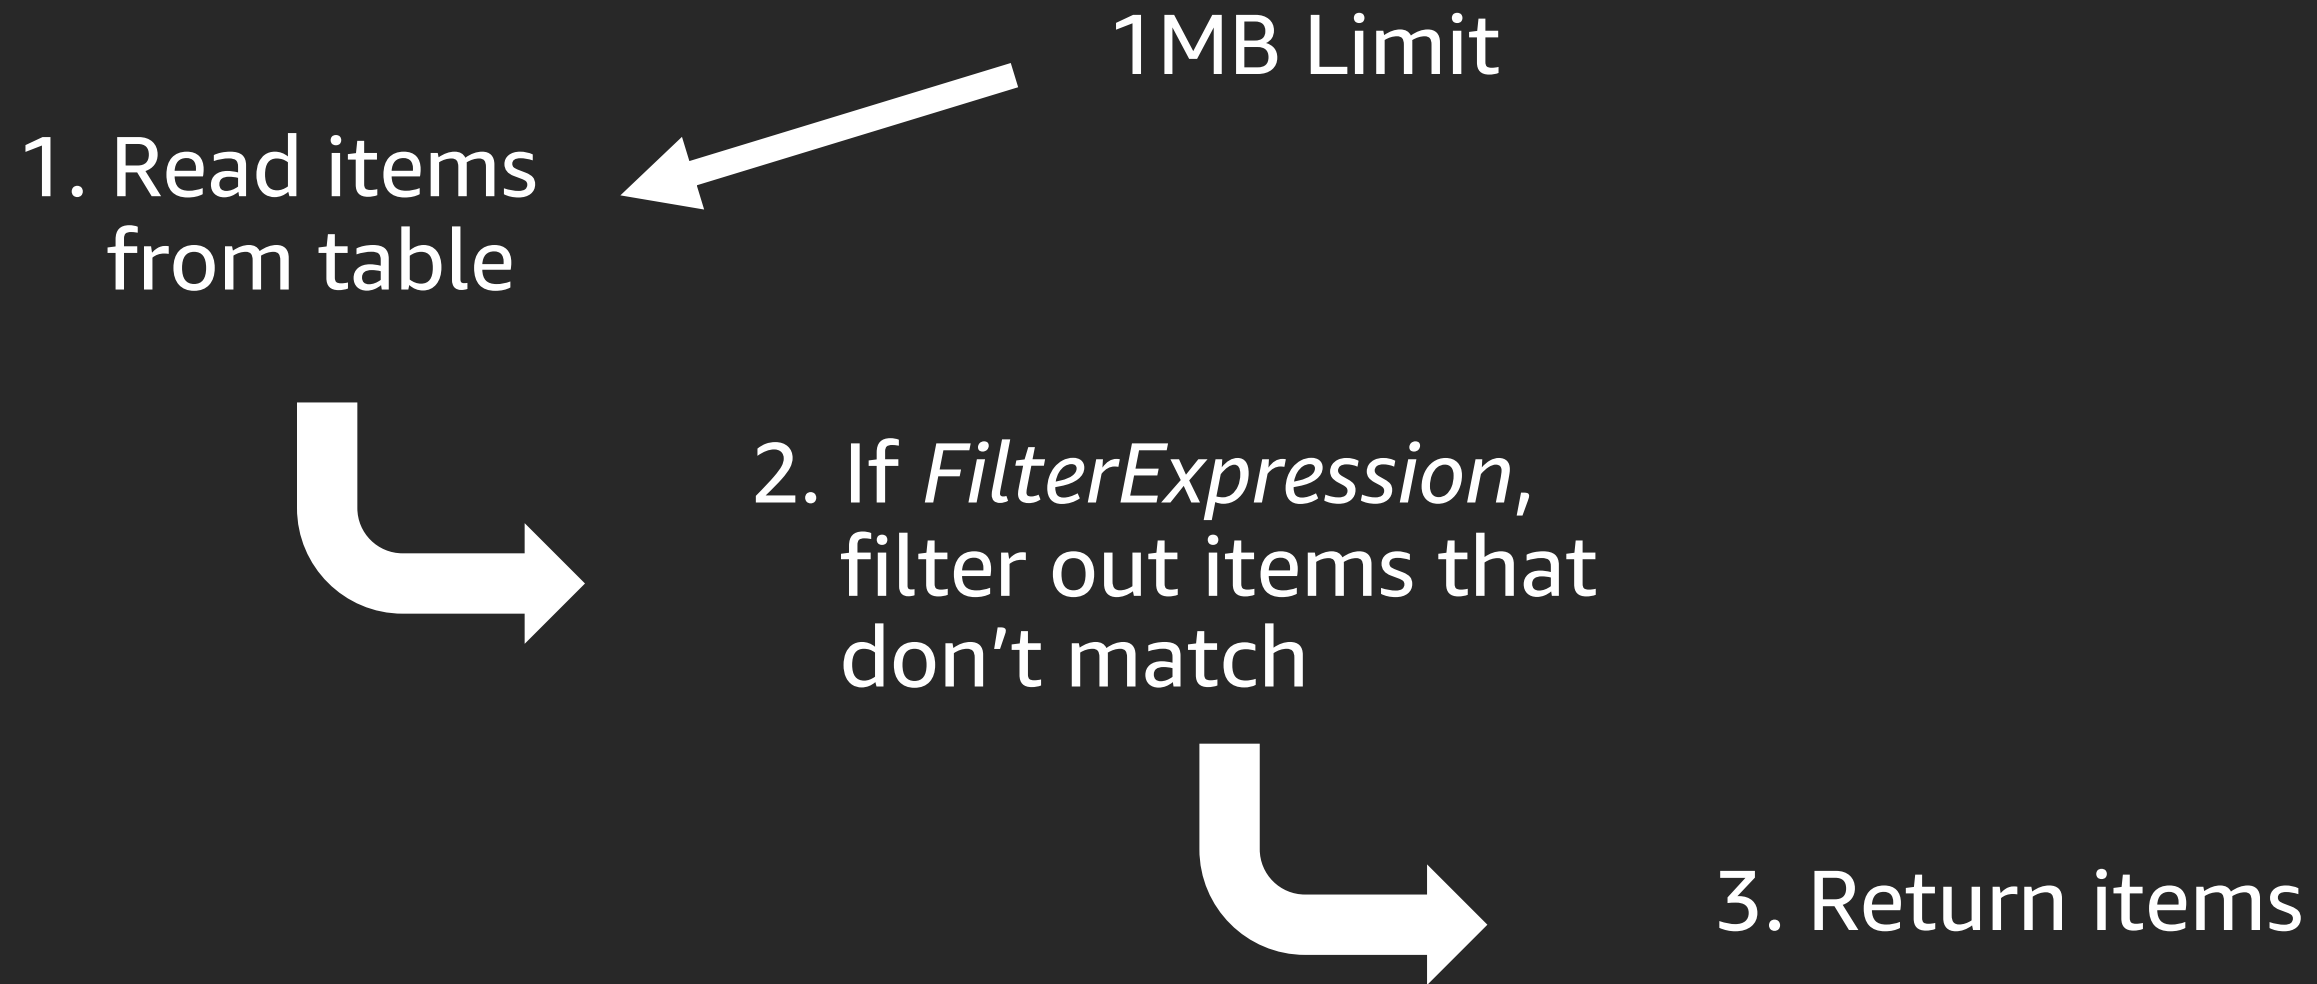 1MB Limit
1. Read items
from table
2. If FilterExpression,
filter out items that
don’t match
3. Return items